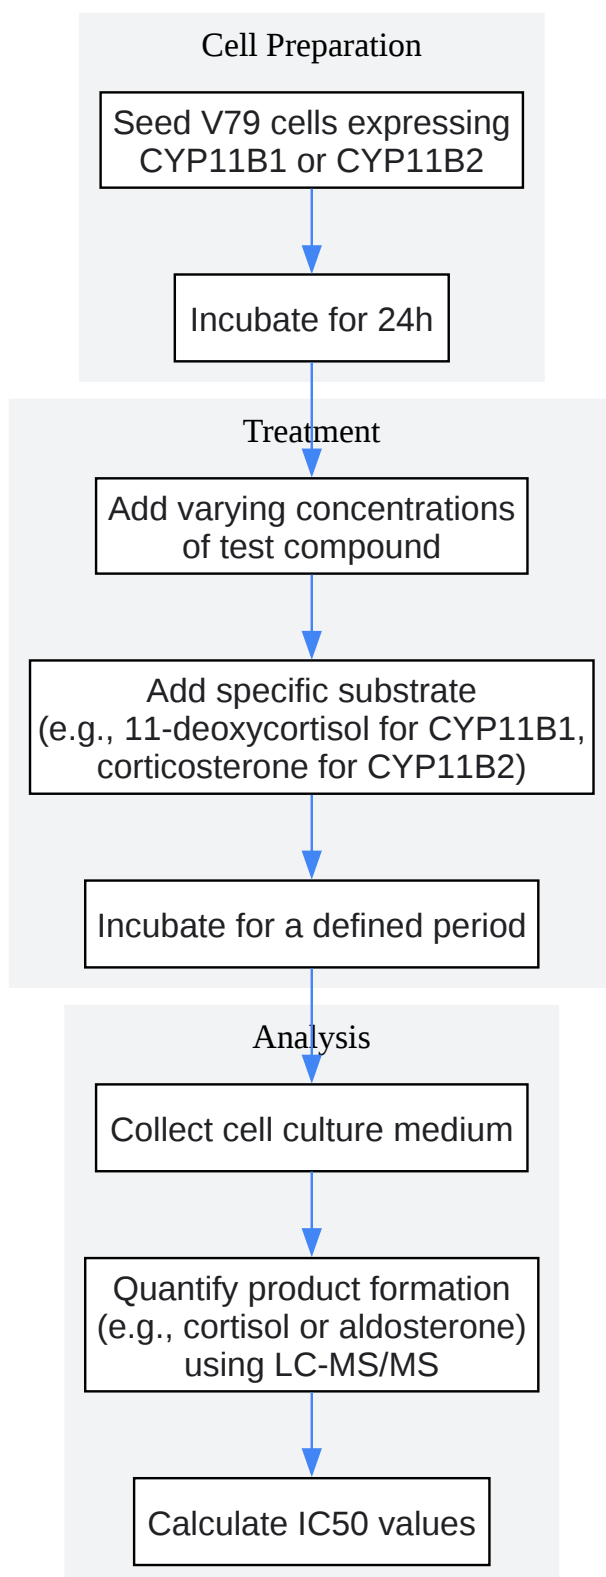 Cell Preparation
Seed V79 cells expressing
CYP11B1 or CYP11B2
Incubate for 24h
Treatment
Add varying concentrations
of test compound
Add specific substrate
(e.g., 11-deoxycortisol for CYP11B1,
corticosterone for CYP11B2)
Incubate for a defined period
Analysis
Collect cell culture medium
Quantify product formation
(e.g., cortisol or aldosterone)
using LC-MS/MS
Calculate IC50 values